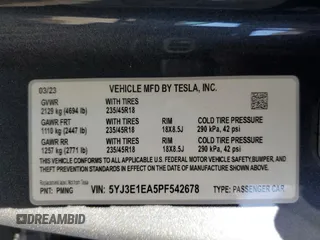 03/23 VEHICLE MFD BY TESLA, INC.
GVWR WITH TIRES
2129 kg (4694 lb) 235/45R18
GAWR FRT WITH TIRES RIM COLD TIRE PRESSURE
1110 kg (2447 lb) 235/45R18 18X8.5J 290 kPa, 42 psi
GAWR RR WITH TIRES RIM COLD TIRE PRESSURE
1257 kg (2771 lb) 235/45R18 18X8.5J 290 kPa, 42 psi
THIS VEHICLE CONFORMS TO ALL APPLICABLE FEDERAL MOTOR VEHICLE
SAFETY, BUMPER, AND THEFT PREVENTION STANDARDS IN EFFECT ON THE
DATE OF MANUFACTURE SHOWN ABOVE.
PAINT: PMNG VIN: 5YJ3E1EA5PF542678 TYPE: PASSENGER CAR
AutoBidMaster